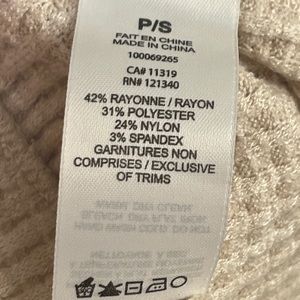 P/S
FAIT EN CHINE
MADE IN CHINA
100069265
CA# 11319
RN# 121340
42% RAYONNE / RAYON
31% POLYESTER
24% NYLON
3% SPANDEX
GARNITURES NON
COMPRISES / EXCLUSIVE
OF TRIMS